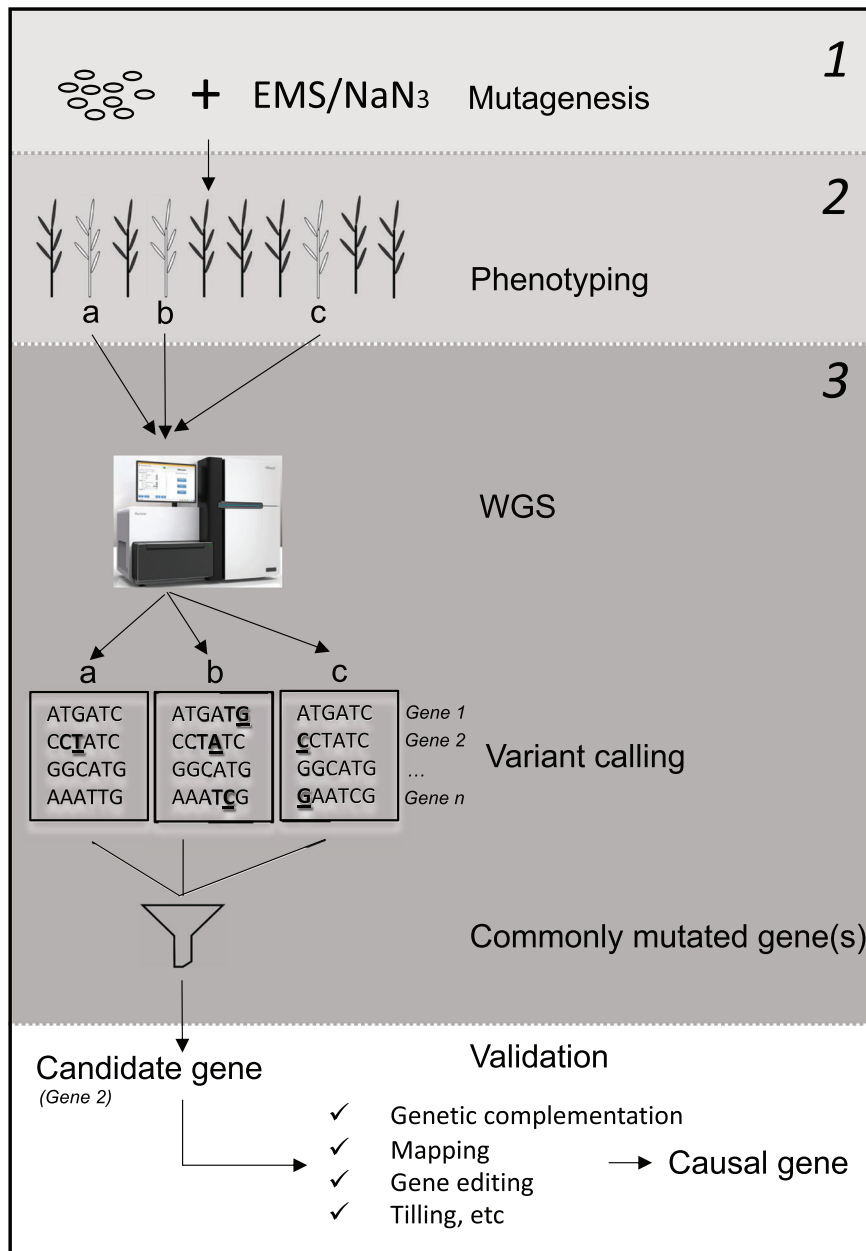 1
+ EMS/NaN3 Mutagenesis
2
Phenotyping
a b c
3
WGS
a b c
ATGATC ATGATG ATGATC Gene 1
CCTATC CCTATC CCTATC Gene 2
GGCATG GGCATG GGCATG ...
AAATTG AAATCG GAATCG Gene n
Variant calling
Commonly mutated gene(s)
Candidate gene
(Gene 2)
Validation
✓ Genetic complementation
✓ Mapping
✓ Gene editing
✓ Tilling, etc
Causal gene